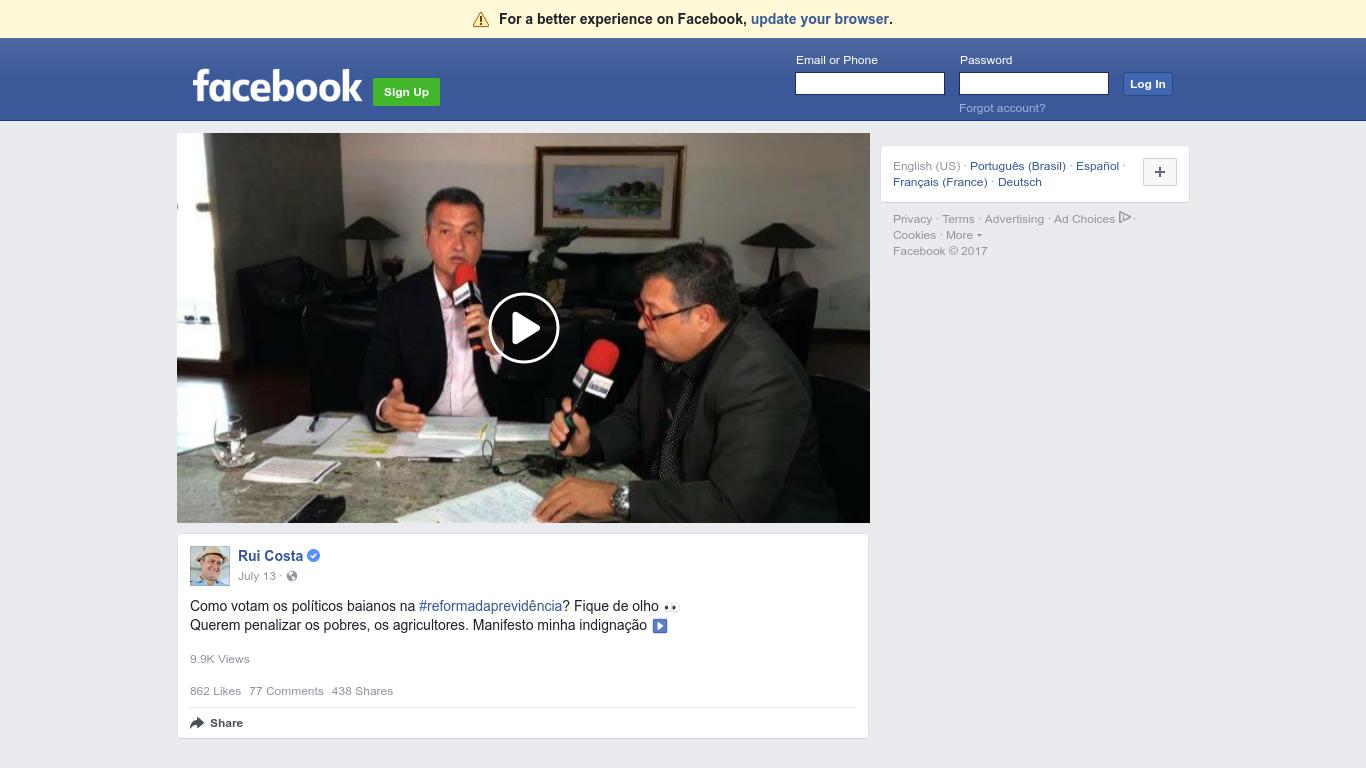 For a better experience on Facebook, update your browser.
facebook
Sign Up
Email or Phone
Password
Log In
Forgot account?
English (US) · Português (Brasil) · Español ·
Français (France) · Deutsch
+
Privacy · Terms · Advertising · Ad Choices ·
Cookies · More
Facebook © 2017
Rui Costa
July 13 ·
Como votam os políticos baianos na #reformadaprevidência? Fique de olho 👀
Querem penalizar os pobres, os agricultores. Manifesto minha indignação ▶️
9.9K Views
862 Likes 77 Comments 438 Shares
Share